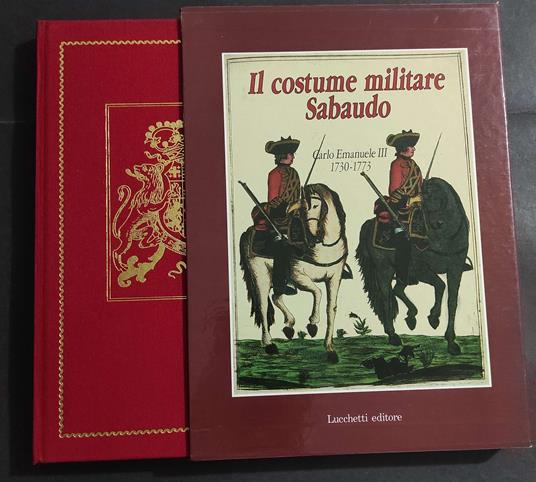 Il costume militare
Sabaudo
Carlo Emanuele III
1730-1773
Lucchetti editore